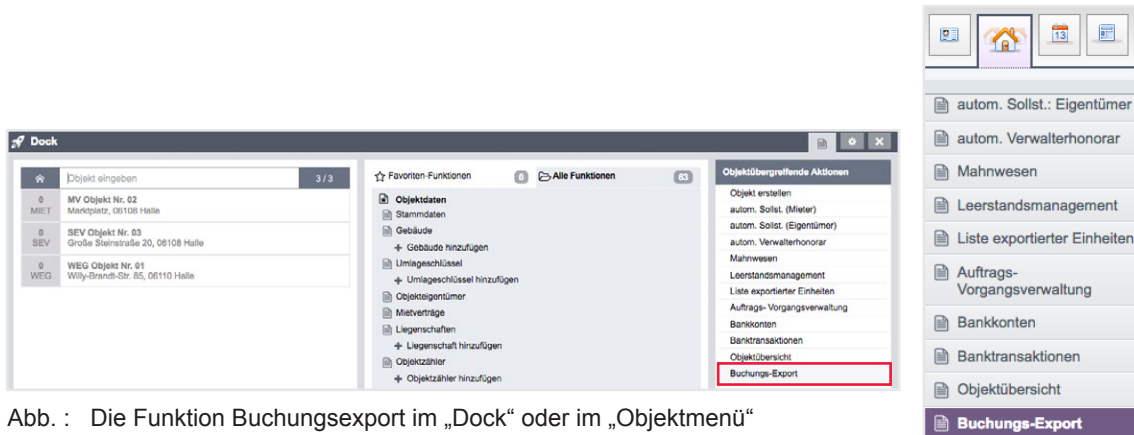 Dock
Objekt eingeben
3 / 3
0
MIET
MV Objekt Nr. 02
Marktplatz, 06108 Halle
0
SEV
SEV Objekt Nr. 03
Große Steinstraße 20, 06108 Halle
0
WEG
WEG Objekt Nr. 01
Willy-Brandt-Str. 85, 06110 Halle
Favoriten-Funktionen
0
Alle Funktionen
83
Objektdaten
Stammdaten
Gebäude
+ Gebäude hinzufügen
Umlageschlüssel
+ Umlageschlüssel hinzufügen
Objekteigentümer
Mietverträge
Liegenschaften
+ Liegenschaft hinzufügen
Objektzähler
+ Objektzähler hinzufügen
Objektübergreifende Aktionen
Objekt erstellen
autom. Sollst. (Mieter)
autom. Sollst. (Eigentümer)
autom. Verwalterhonorar
Mahnwesen
Leerstandsmanagement
Liste exportierter Einheiten
Auftrags- Vorgangsverwaltung
Bankkonten
Banktransaktionen
Objektübersicht
Buchungs-Export
13
autom. Sollst.: Eigentümer
autom. Verwalterhonorar
Mahnwesen
Leerstandsmanagement
Liste exportierter Einheiten
Auftrags-
Vorgangsverwaltung
Bankkonten
Banktransaktionen
Objektübersicht
Buchungs-Export
Abb. : Die Funktion Buchungsexport im „Dock“ oder im „Objektmenü“